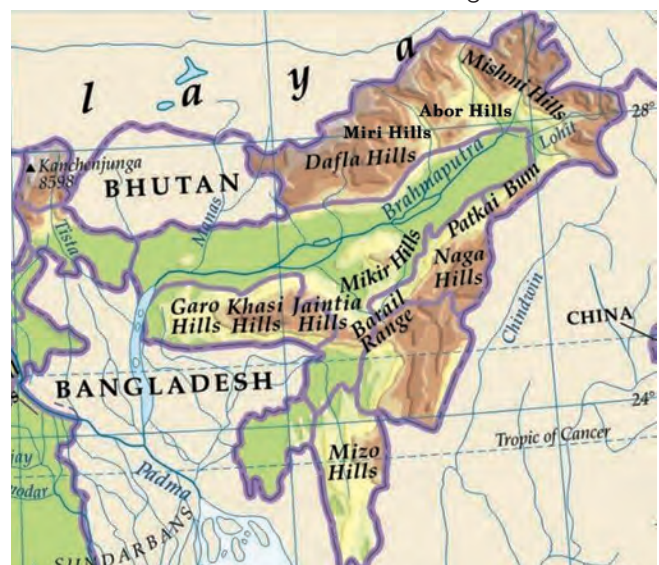 l a y a
Mishmi Hills
Abor Hills
28°
Miri Hills
Lohit
Dafla Hills
Kanchenjunga
8598
BHUTAN
Brahmaputra
Manas
Patkai Bum
Tista
Mikir Hills
Naga
Hills
Garo
Hills
Khasi
Hills
Jaintia
Hills
Barail
Range
Chindwin
CHINA
BANGLADESH
24°
Tropic of Cancer
Mizo
Hills
Padma
SUNDARBANS